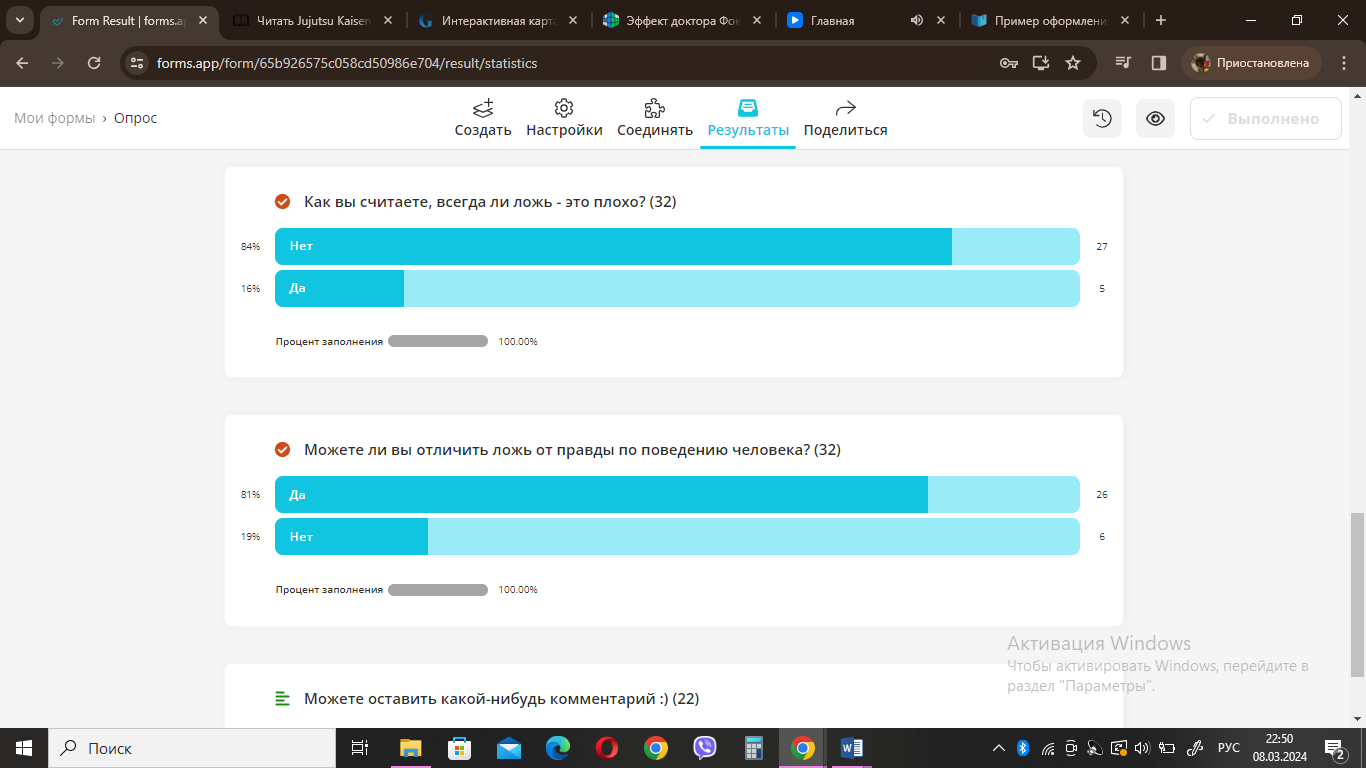 Form Result | forms.a
Читать Jujutsu Kaisen
Интерактивная карта
Эффект доктора Фок
Главная
Пример оформлени
forms.app/form/65b926575c058cd50986e704/result/statistics
Приостановлена
Мои формы › Опрос
Создать
Настройки
Соединять
Результаты
Поделиться
Выполнено
Как вы считаете, всегда ли ложь - это плохо? (32)
84% Нет 27
16% Да 5
Процент заполнения 100.00%
Можете ли вы отличить ложь от правды по поведению человека? (32)
81% Да 26
19% Нет 6
Процент заполнения 100.00%
Активация Windows
Чтобы активировать Windows, перейдите в
раздел "Параметры".
Можете оставить какой-нибудь комментарий :) (22)
Поиск
РУС
22:50
08.03.2024
2